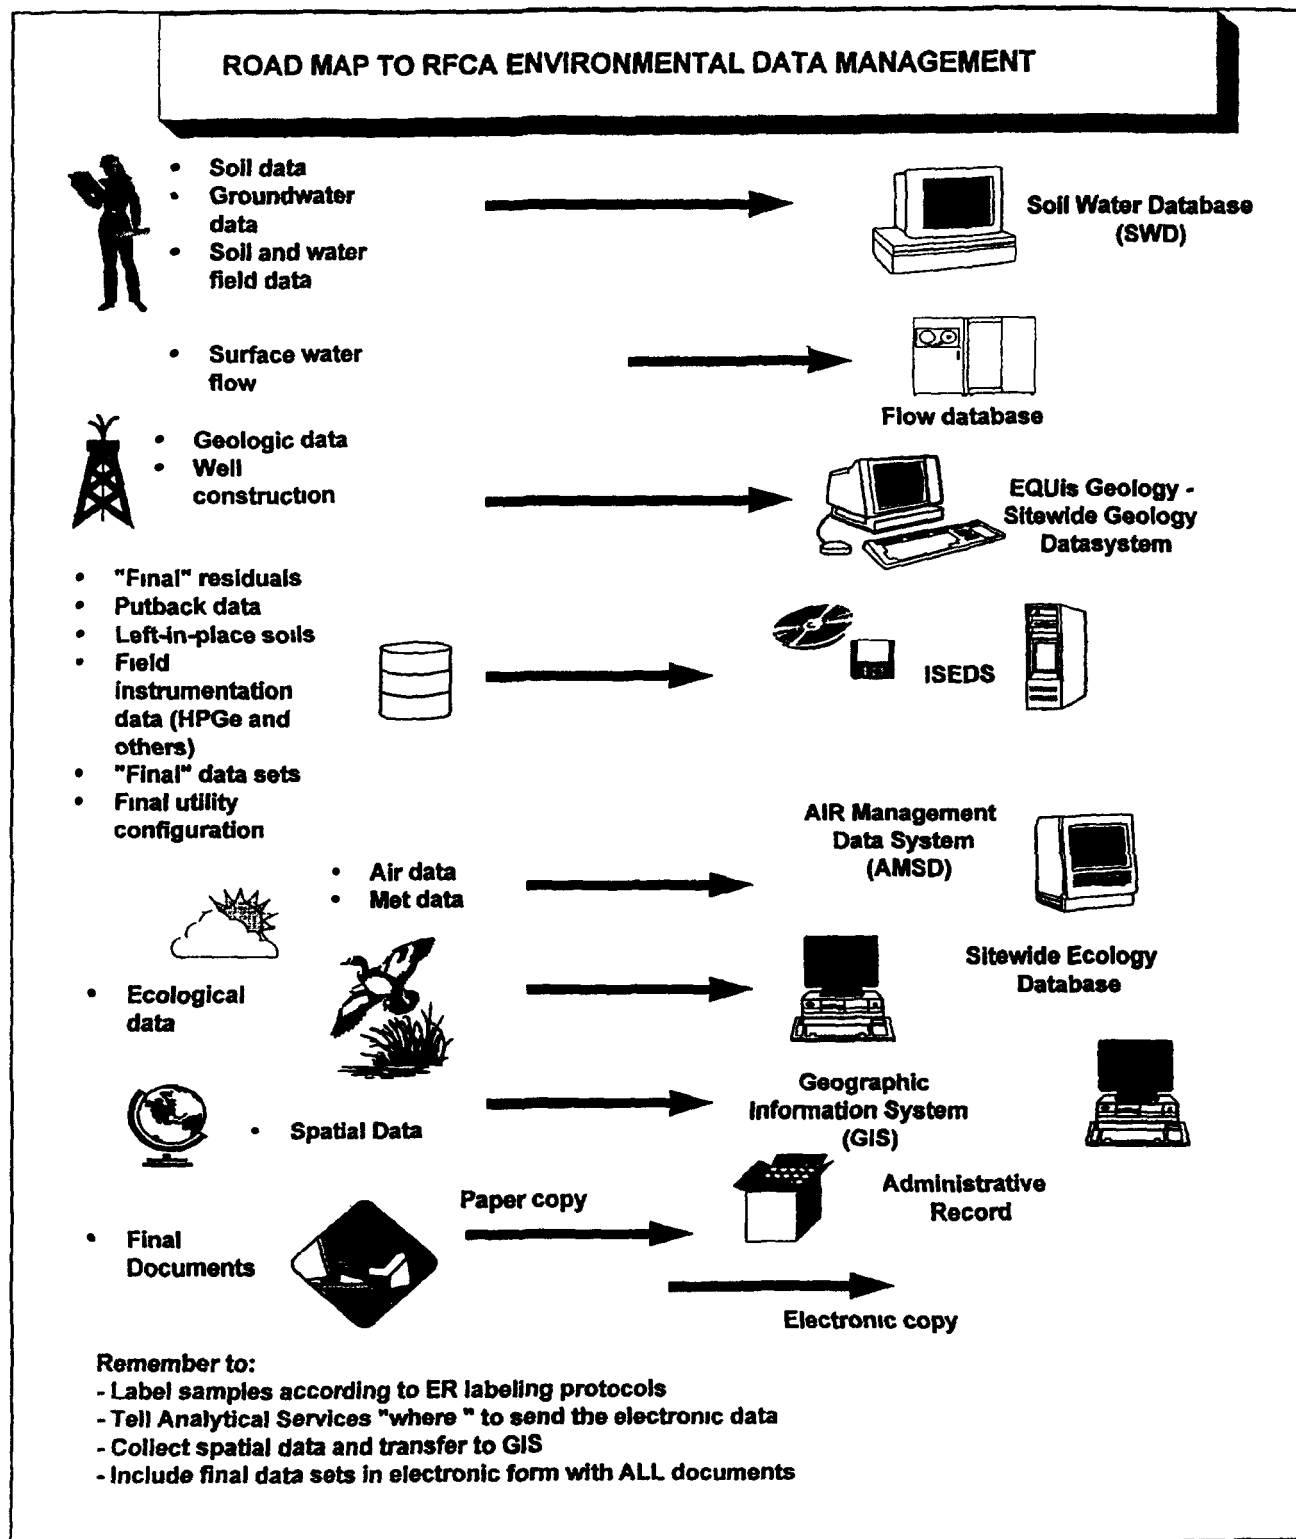 ROAD MAP TO RFCA ENVIRONMENTAL DATA MANAGEMENT
• Soil data
• Groundwater
data
• Soil and water
field data
Soil Water Database
(SWD)
• Surface water
flow
Flow database
• Geologic data
• Well
construction
EQUis Geology -
Sitewide Geology
Datasystem
• "Final" residuals
• Putback data
• Left-in-place soils
• Field
instrumentation
data (HPGe and
others)
• "Final" data sets
• Final utility
configuration
ISEDS
• Air data
• Met data
AIR Management
Data System
(AMSD)
• Ecological
data
Sitewide Ecology
Database
• Spatial Data
Geographic
Information System
(GIS)
• Final
Documents
Paper copy
Administrative
Record
Electronic copy
Remember to:
- Label samples according to ER labeling protocols
- Tell Analytical Services "where " to send the electronic data
- Collect spatial data and transfer to GIS
- Include final data sets in electronic form with ALL documents